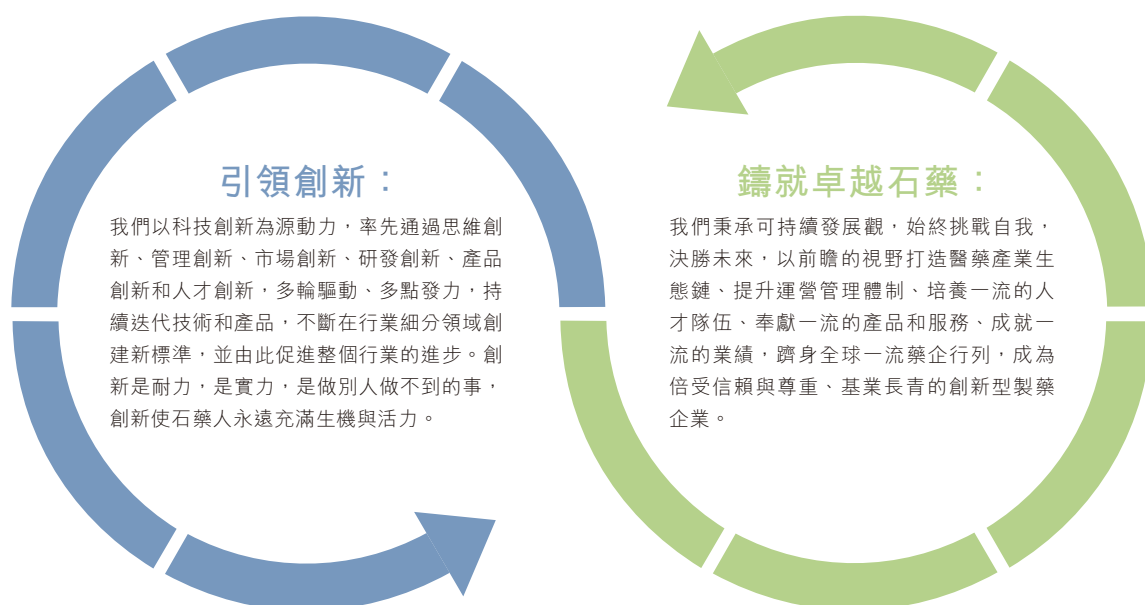 引領創新：
我們以科技創新為源動力，率先通過思維創
新、管理創新、市場創新、研發創新、產品
創新和人才創新，多輪驅動、多點發力，持
續迭代技術和產品，不斷在行業細分領域創
建新標準，並由此促進整個行業的進步。創
新是耐力，是實力，是做別人做不到的事，
創新使石藥人永遠充滿生機與活力。
鑄就卓越石藥：
我們秉承可持續發展觀，始終挑戰自我，
決勝未來，以前瞻的視野打造醫藥產業生
態鏈、提升運營管理體制、培養一流的人
才隊伍、奉獻一流的產品和服務、成就一
流的業績，躋身全球一流藥企行列，成為
倍受信賴與尊重、基業長青的創新型製藥
企業。